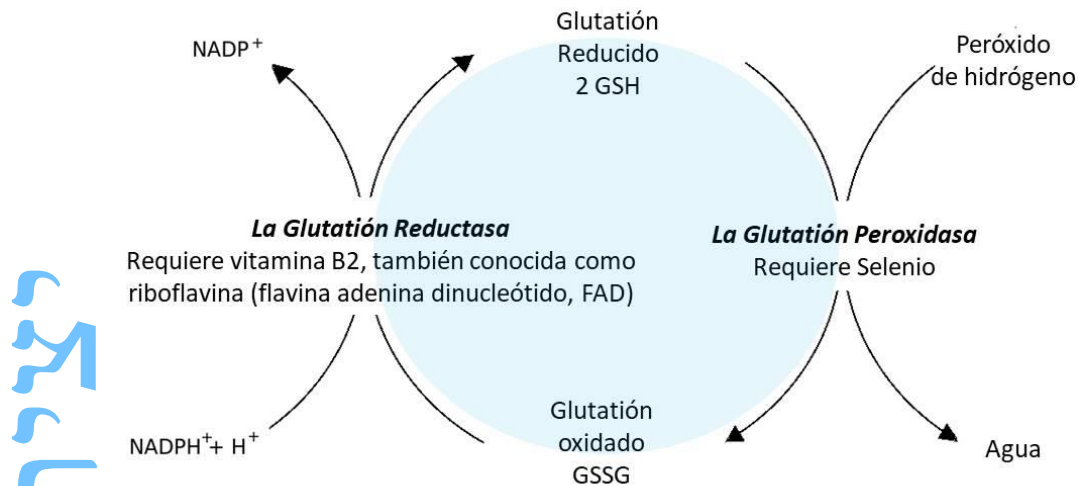 NADP⁺
Glutatión
Reducido
2 GSH
Peróxido
de hidrógeno
La Glutatión Reductasa
Requiere vitamina B2, también conocida como
riboflavina (flavina adenina dinucleótido, FAD)
La Glutatión Peroxidasa
Requiere Selenio
NADPH⁺+ H⁺
Glutatión
oxidado
GSSG
Agua